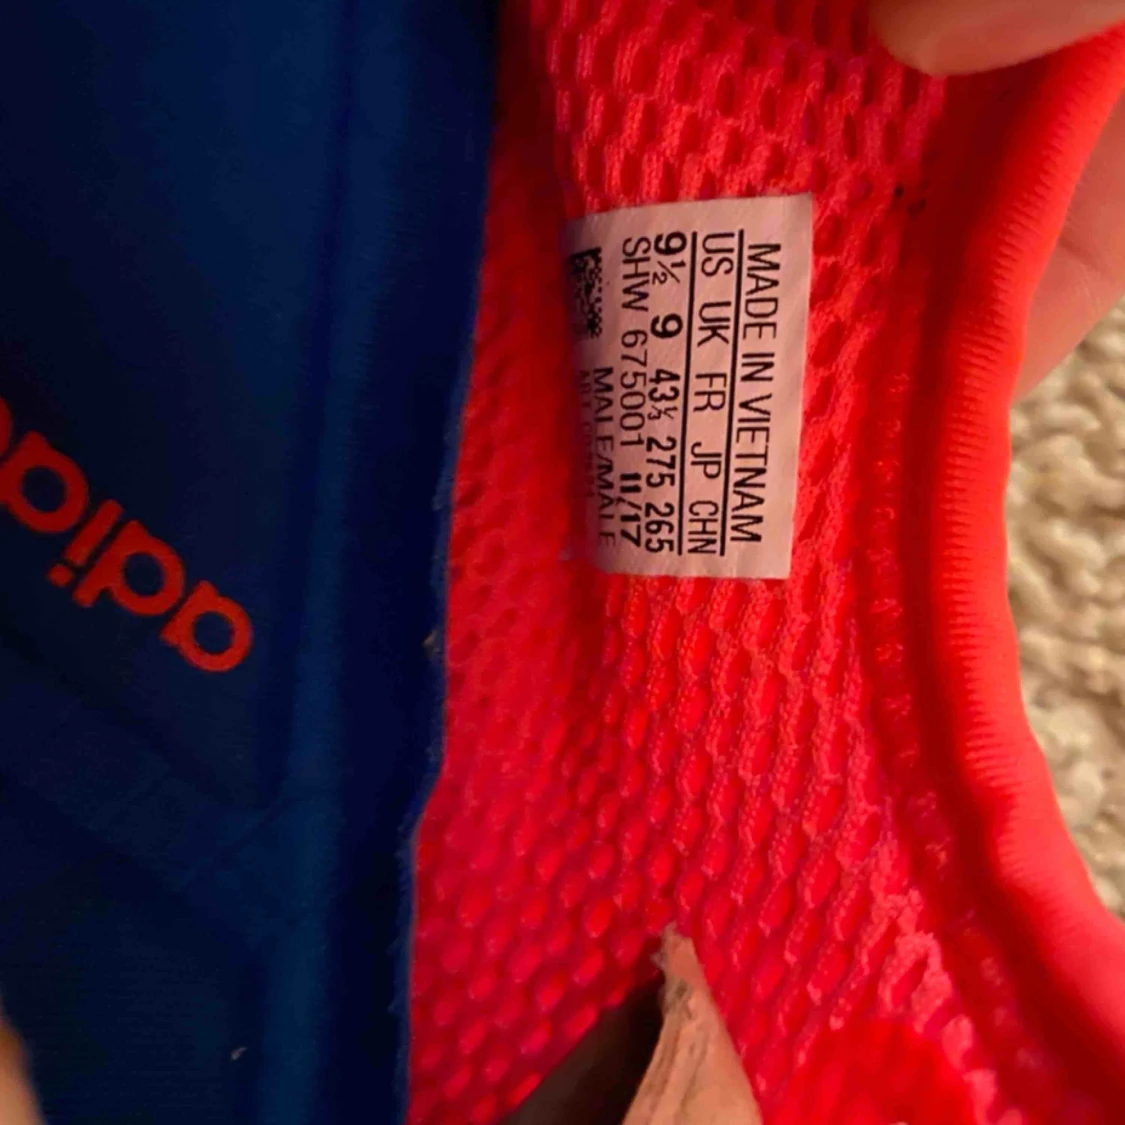 MADE IN VIETNAM
US UK FR JP CHN
9½ 9 43⅓ 275 265
SHW 675001 11/17
MALE/MÂLE
adid